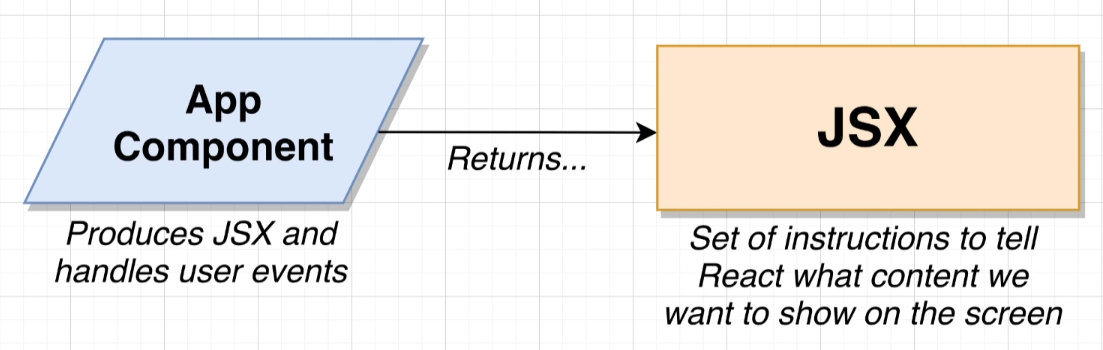 App
Component
Returns...
JSX
Produces JSX and
handles user events
Set of instructions to tell
React what content we
want to show on the screen